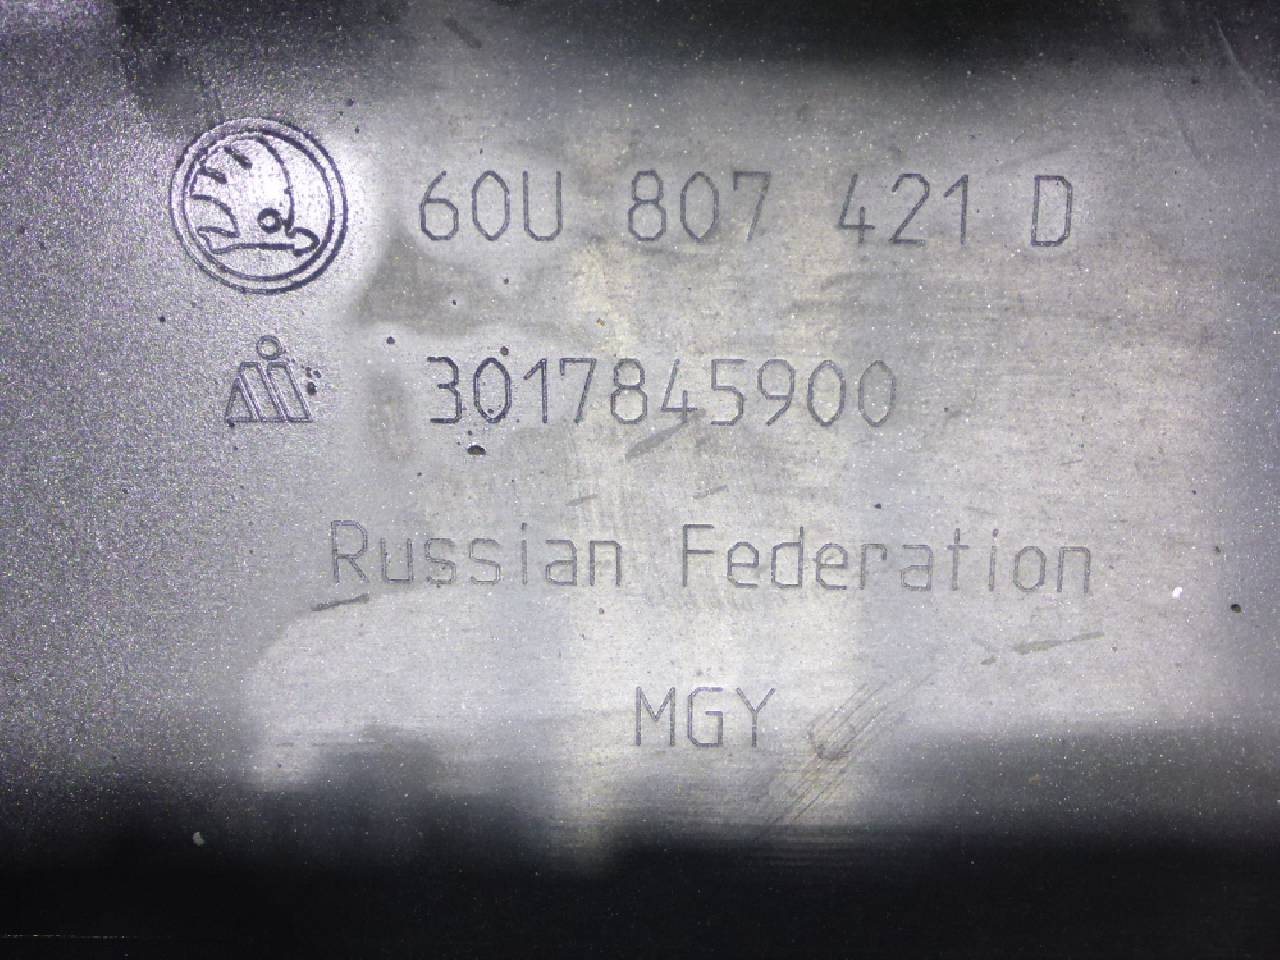 60U 807 421 D
3017845900
Russian Federation
MGY